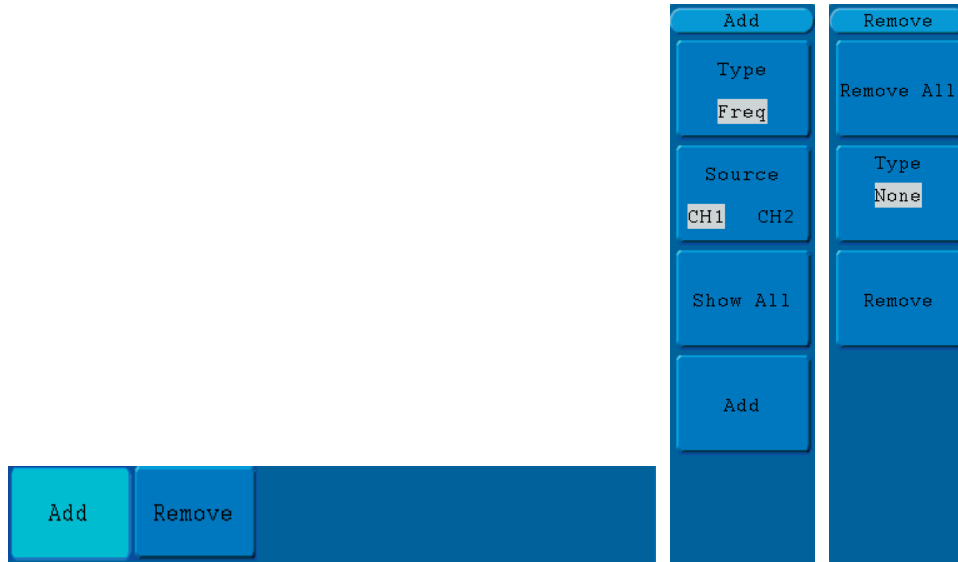 Add
Type
Freq
Source
CH1 CH2
Show All
Add
Remove
Remove All
Type
None
Remove
Add Remove